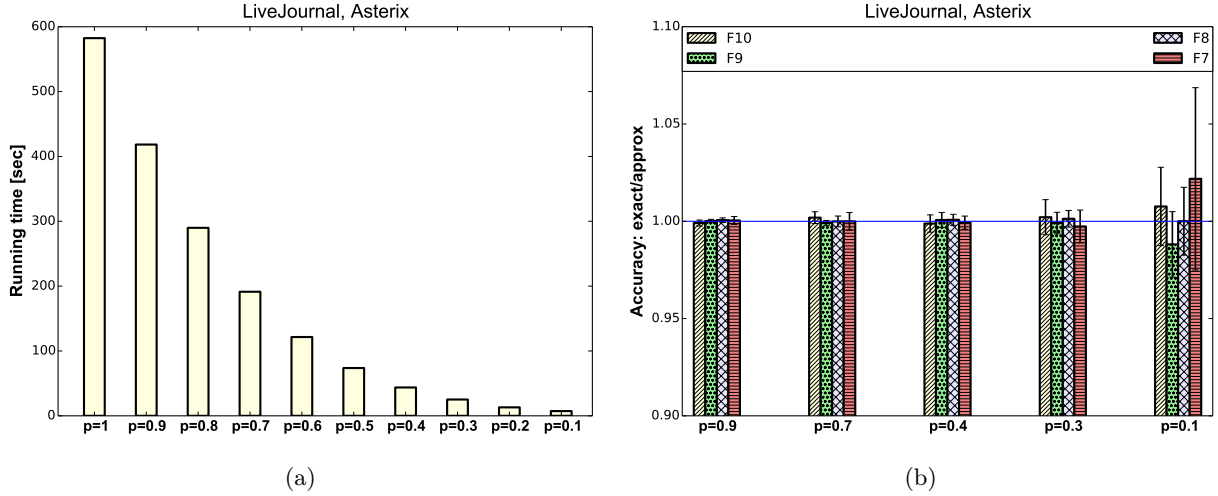 LiveJournal, Asterix
600
500
400
300
200
100
0
Running time [sec]
p=1 p=0.9 p=0.8 p=0.7 p=0.6 p=0.5 p=0.4 p=0.3 p=0.2 p=0.1
(a)
LiveJournal, Asterix
F10 F8
F9 F7
1.10
1.05
1.00
0.95
0.90
Accuracy: exact/approx
p=0.9 p=0.7 p=0.4 p=0.3 p=0.1
(b)